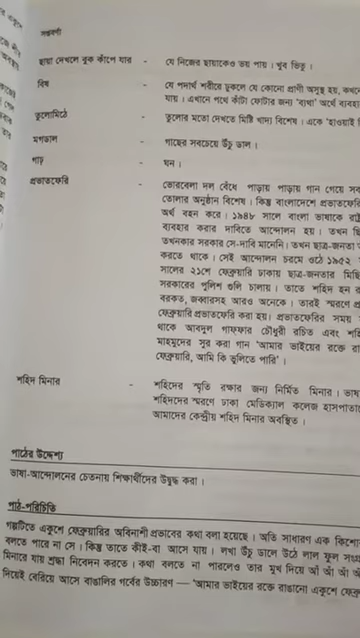 সপ্তবর্ণা
ছায়া দেখলে বুক কাঁপে যার - যে নিজের ছায়াকেও ভয় পায়। খুব ভিতু।
বিষ - যে পদার্থ শরীরে ঢুকলে যে কোনো প্রাণী অসুস্থ হয়,
যায়। এখানে পথে কাঁটা ফোটার জন্য 'ব্যথা' অর্থে ব্যবহার
তুলোমিঠে - তুলোর মতো দেখতে মিষ্টি খাদ্য বিশেষ। একে 'হাওয়াই
মগডাল - গাছের সবচেয়ে উঁচু ডাল।
গাঢ় - ঘন।
প্রভাতফেরি - ভোরবেলা দল বেঁধে পাড়ায় পাড়ায় গান গেয়ে
তোলার অনুষ্ঠান বিশেষ। কিন্তু বাংলাদেশে প্রভাতফেরি
অর্থ বহন করে। ১৯৪৮ সালে বাংলা ভাষাকে
ব্যবহার করার দাবিতে আন্দোলন হয়। তখন
তখনকার সরকার সে-দাবি মানেনি। তখন ছাত্র-জনতা
করতে থাকে। সেই আন্দোলন চরমে ওঠে ১৯৫২
সালের ২১শে ফেব্রুয়ারি ঢাকায় ছাত্র-জনতার
সরকারের পুলিশ গুলি চালায়। তাতে শহিদ হন
বরকত, জব্বারসহ আরও অনেকে। তারই স্মরণে
ফেব্রুয়ারি প্রভাতফেরি করা হয়। প্রভাতফেরির সময়
থাকে আবদুল গাফ্ফার চৌধুরী রচিত এবং
মাহমুদের সুর করা গান 'আমার ভাইয়ের রক্তে
ফেব্রুয়ারি, আমি কি ভুলিতে পারি'।
শহিদ মিনার - শহিদের স্মৃতি রক্ষার জন্য নির্মিত মিনার।
শহিদদের স্মরণে ঢাকা মেডিক্যাল কলেজ
আমাদের কেন্দ্রীয় শহিদ মিনার অবস্থিত।
পাঠের উদ্দেশ্য
ভাষা-আন্দোলনের চেতনায় শিক্ষার্থীদের উদ্বুদ্ধ করা।
পাঠ-পরিচিতি
গল্পটিতে একুশে ফেব্রুয়ারির অবিনাশী প্রভাবের কথা বলা হয়েছে। অতি সাধারণ এক
বলতে পারে না সে। কিন্তু তাতে কীই-বা আসে যায়। লখা উঁচু ডালে উঠে লাল ফুল
মিনারে যায় শ্রদ্ধা নিবেদন করতে। কথা বলতে না পারলেও তার মুখ দিয়ে আঁ আঁ আঁ
দিয়েই বেরিয়ে আসে বাঙালির গর্বের উচ্চারণ — 'আমার ভাইয়ের রক্তে রাঙানো একুশে